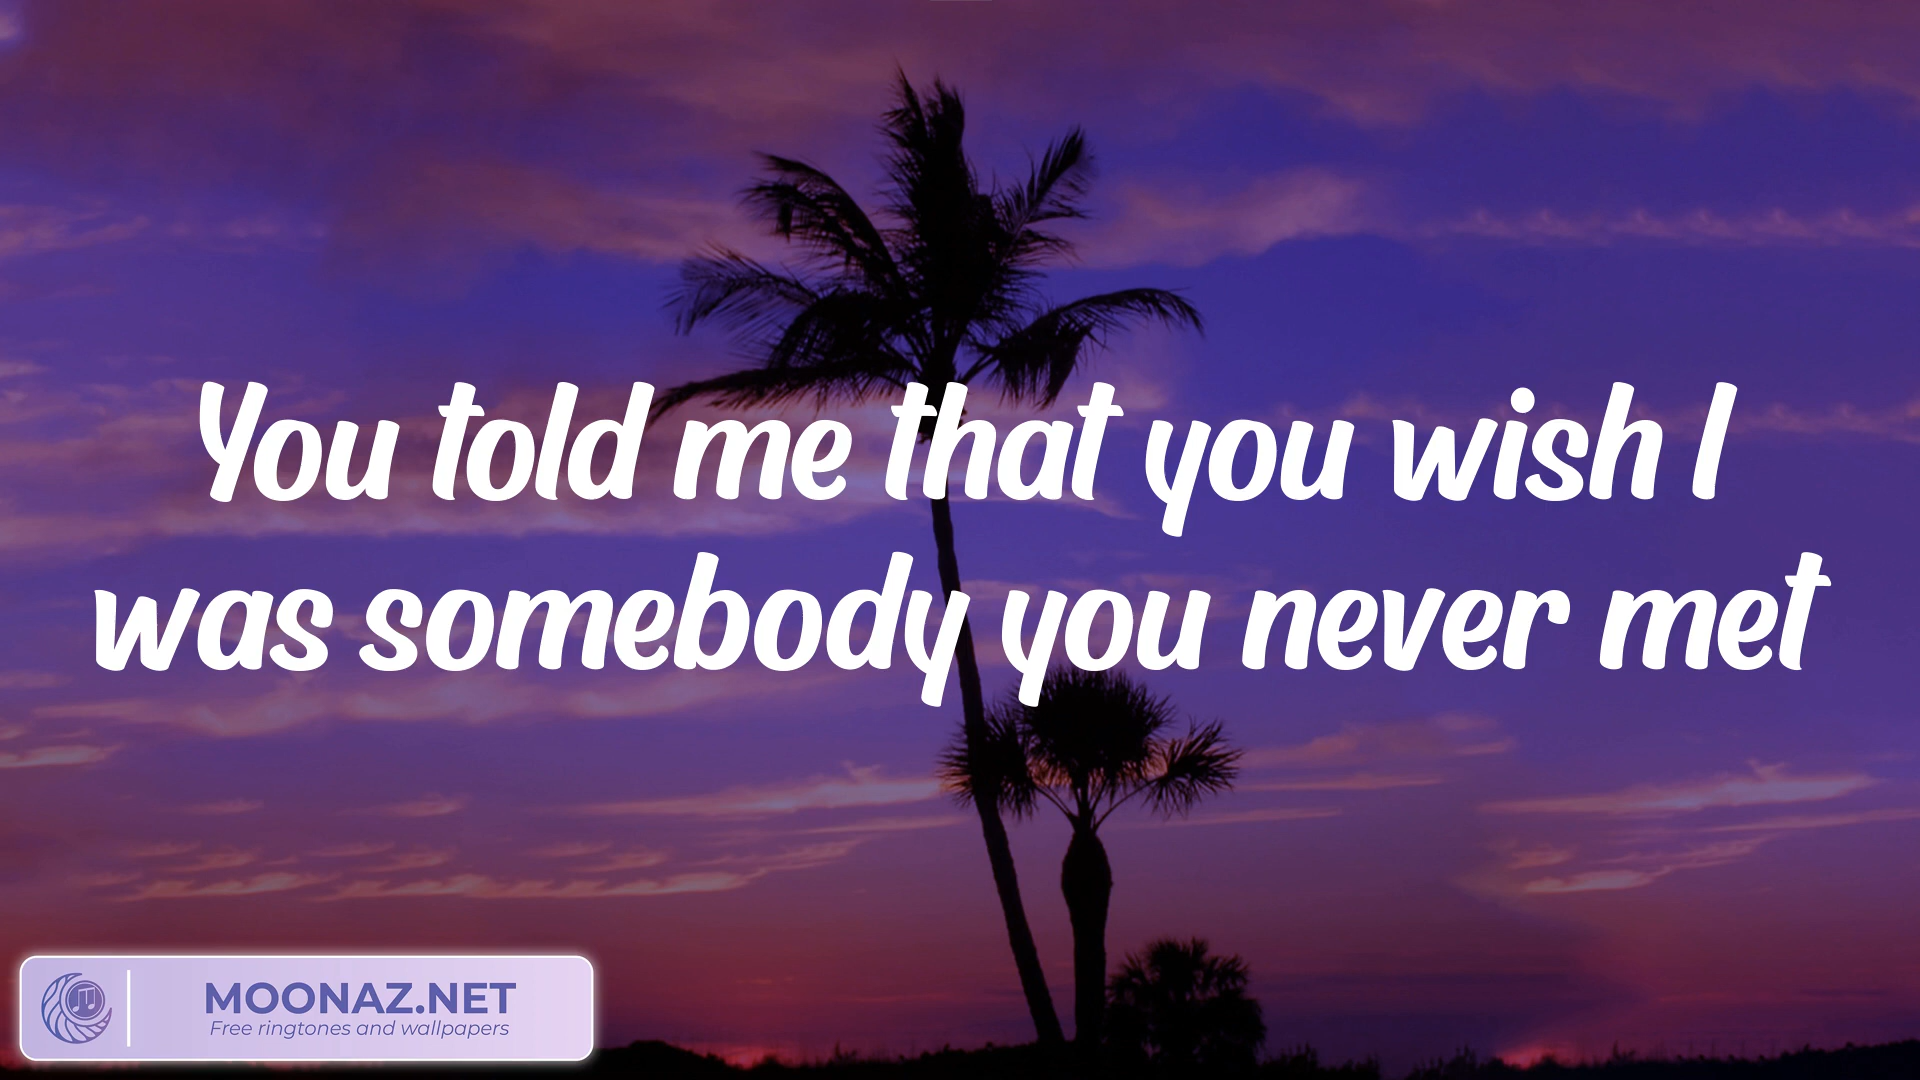 You told me that you wish I
was somebody you never met
MOONAZ.NET
Free ringtones and wallpapers